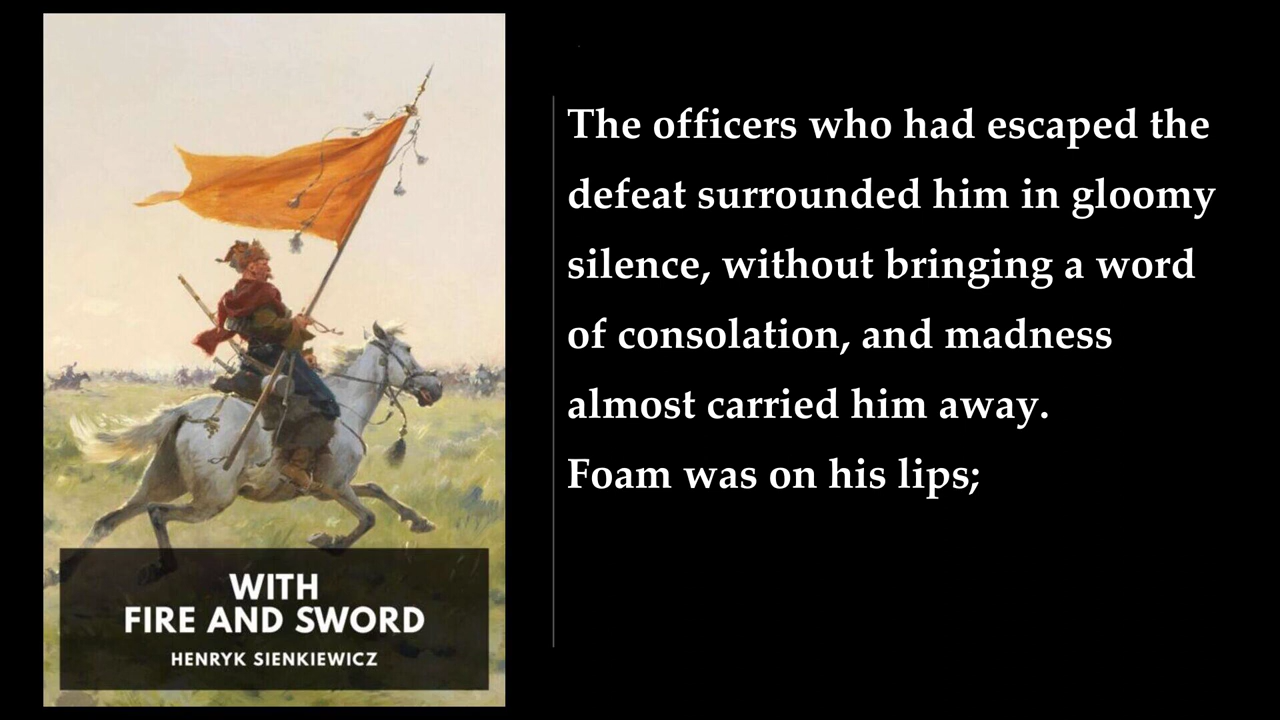 WITH
FIRE AND SWORD
HENRYK SIENKIEWICZ
The officers who had escaped the
defeat surrounded him in gloomy
silence, without bringing a word
of consolation, and madness
almost carried him away.
Foam was on his lips;